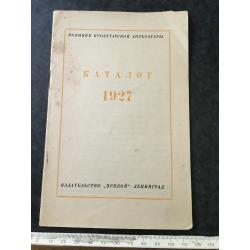 НОВИНКИ ПРОЛЕТАРСКОЙ ЛИТЕРАТУРЫ
КАТАЛОГ
1927
ИЗДАТЕЛЬСТВО „ПРИБОЙ" ЛЕНИНГРАД